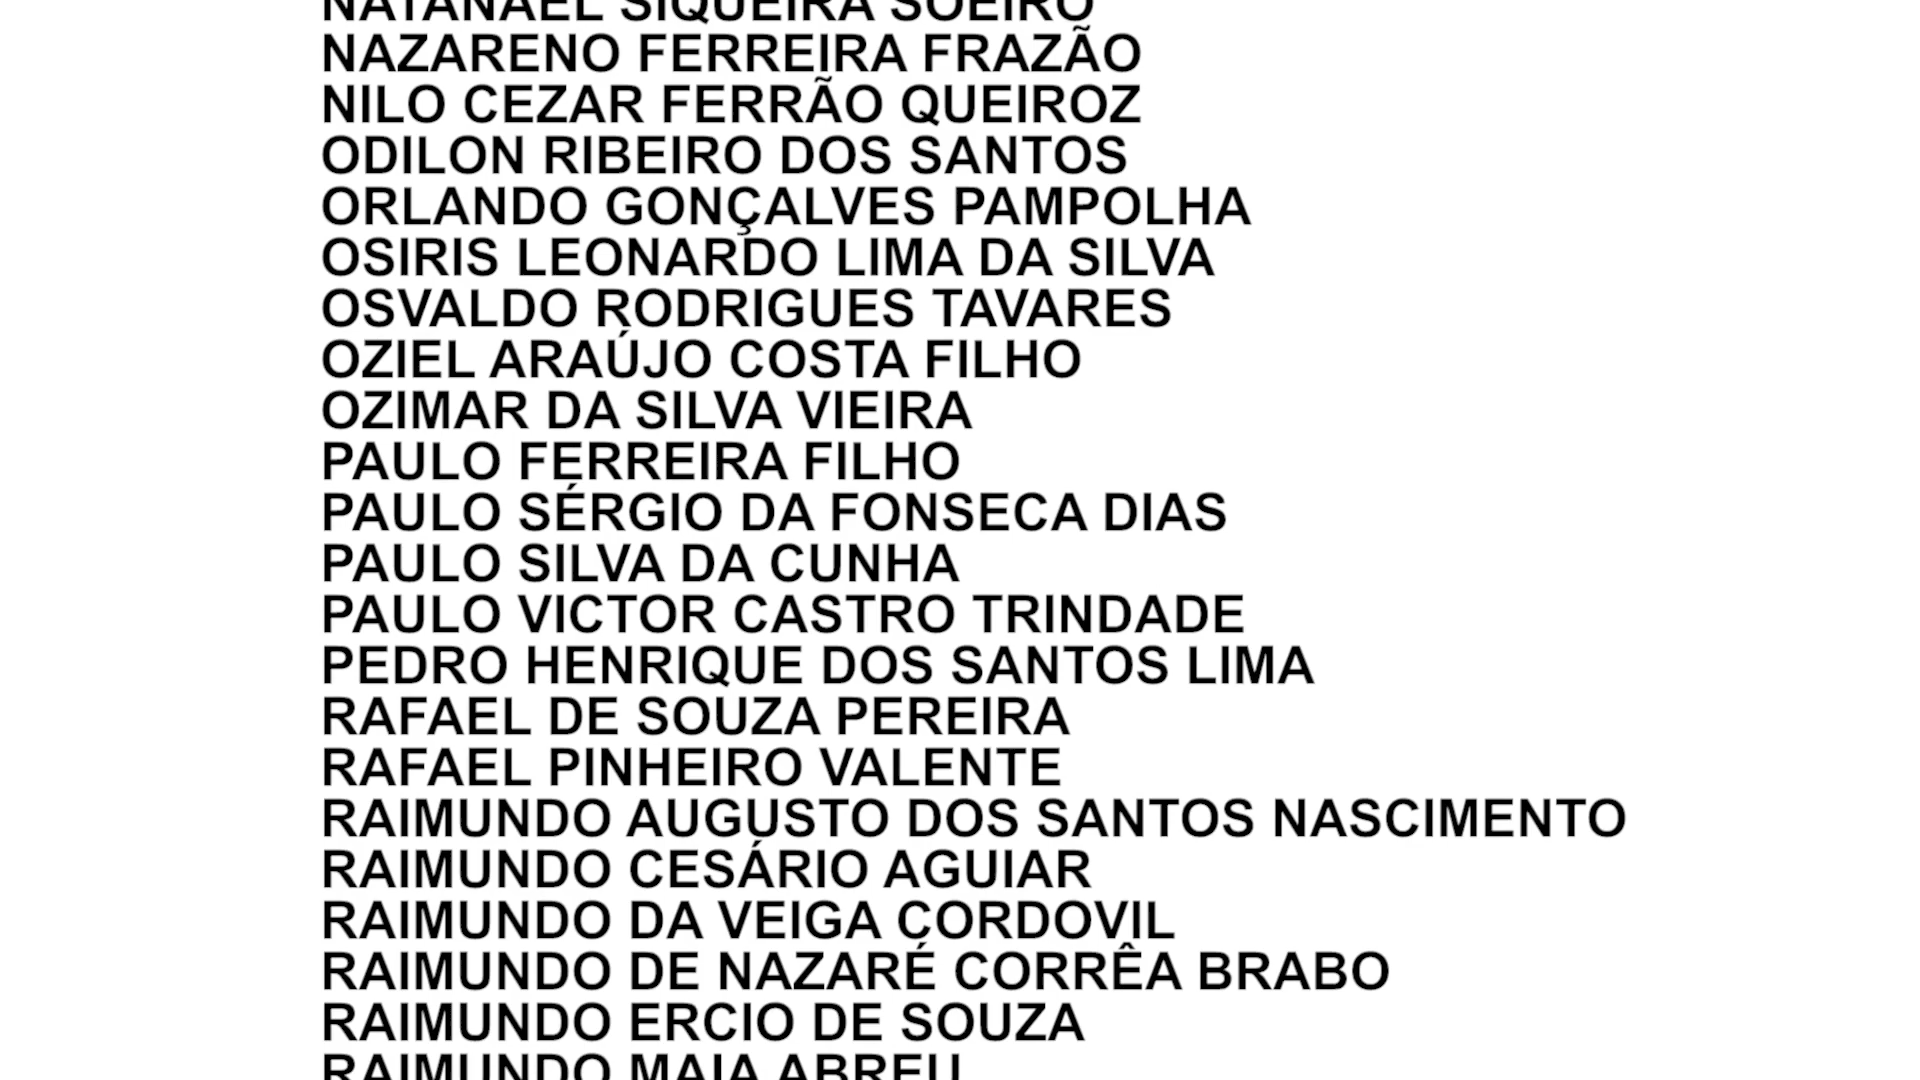 NATANAEL SIQUEIRA SOEIRO
NAZARENO FERREIRA FRAZÃO
NILO CEZAR FERRÃO QUEIROZ
ODILON RIBEIRO DOS SANTOS
ORLANDO GONÇALVES PAMPOLHA
OSIRIS LEONARDO LIMA DA SILVA
OSVALDO RODRIGUES TAVARES
OZIEL ARAÚJO COSTA FILHO
OZIMAR DA SILVA VIEIRA
PAULO FERREIRA FILHO
PAULO SÉRGIO DA FONSECA DIAS
PAULO SILVA DA CUNHA
PAULO VICTOR CASTRO TRINDADE
PEDRO HENRIQUE DOS SANTOS LIMA
RAFAEL DE SOUZA PEREIRA
RAFAEL PINHEIRO VALENTE
RAIMUNDO AUGUSTO DOS SANTOS NASCIMENTO
RAIMUNDO CESÁRIO AGUIAR
RAIMUNDO DA VEIGA CORDOVIL
RAIMUNDO DE NAZARÉ CORRÊA BRABO
RAIMUNDO ERCIO DE SOUZA
RAIMUNDO MAIA ABREU